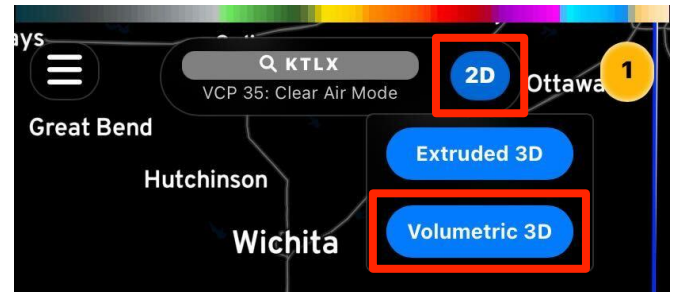 ays
KTLX
VCP 35: Clear Air Mode
2D
Ottawa
1
Great Bend
Extruded 3D
Hutchinson
Volumetric 3D
Wichita